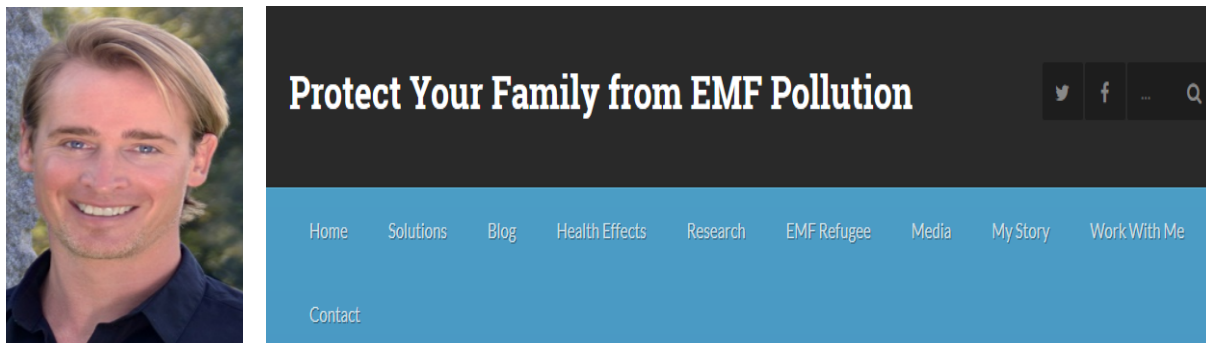 Protect Your Family from EMF Pollution
...
Home Solutions Blog Health Effects Research EMF Refugee Media My Story Work With Me
Contact